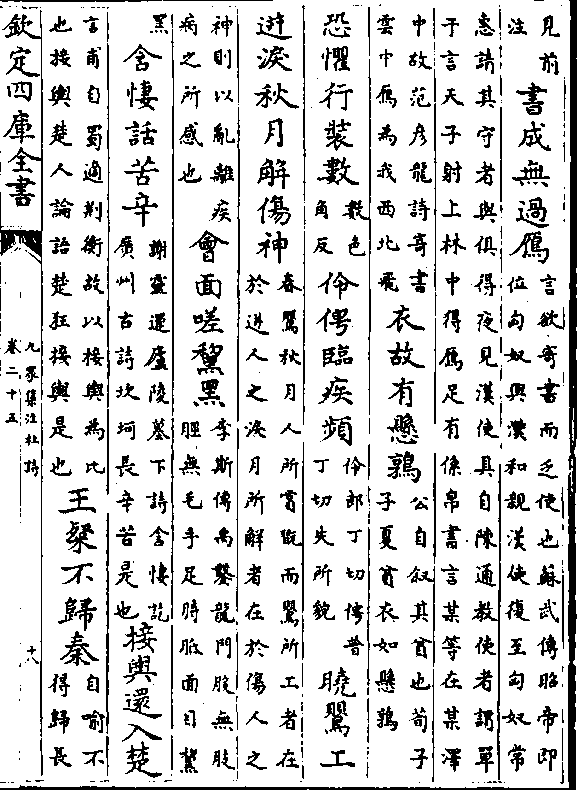 見前注書成無過鴈言欲寄書而乏使也蘇武傳昭帝即位匈奴與漢和親漢使復至匈奴常
惠請其守者與俱得夜見漢使具自陳通教使者謂單于言天子射上林中得鴈足有係帛書言某等在某澤
中故范彦龍詩寄書雲中鴈為我西北飛衣故有懸鶉公自叙其貧也荀子子夏貧衣如懸鶉
恐懼行裝數數色角反伶俜臨疾頻伶郎丁切俜普丁切失所貌曉鸎工
迸淚秋月解傷神春鸎秋月人所賞翫而鸎所工者在於迸人之淚月所解者在於傷人之
神則以亂離疾病之所感也會面嗟黧黑李斯傳禹鑿龍門股無胈脛無毛手足胼胝面目黧
黑含悽話苦辛謝靈運廬陵墓下詩含悽訖廣州古詩坎坷長辛苦是也接輿還入楚
言甫自蜀適荆衡故以接輿為比也接輿楚人論語楚狂接輿是也王粲不歸秦自喻不得歸長
欽定四庫全書
九家集注杜詩
卷二十五
十八